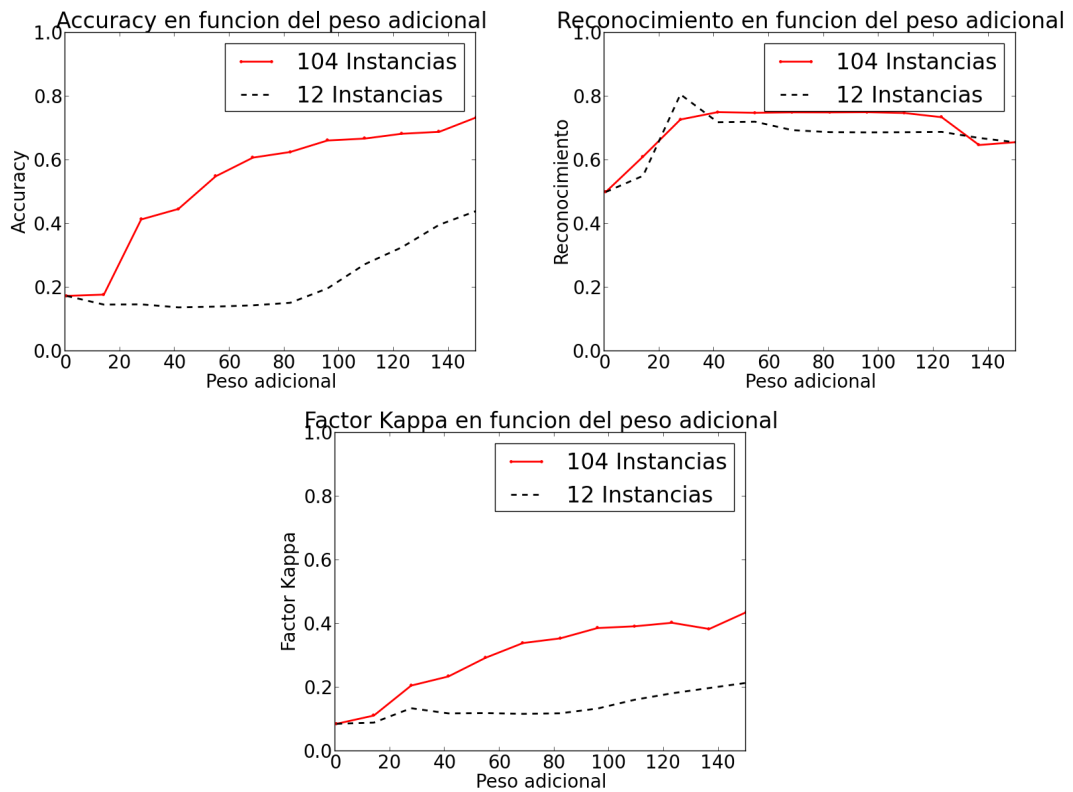 Accuracy en funcion del peso adicional
1.0
0.8
0.6
0.4
0.2
0.0
Accuracy
104 Instancias
12 Instancias
0 20 40 60 80 100 120 140
Peso adicional
Reconocimiento en funcion del peso adicional
1.0
0.8
0.6
0.4
0.2
0.0
Reconocimiento
104 Instancias
12 Instancias
0 20 40 60 80 100 120 140
Peso adicional
Factor Kappa en funcion del peso adicional
1.0
0.8
0.6
0.4
0.2
0.0
Factor Kappa
104 Instancias
12 Instancias
0 20 40 60 80 100 120 140
Peso adicional